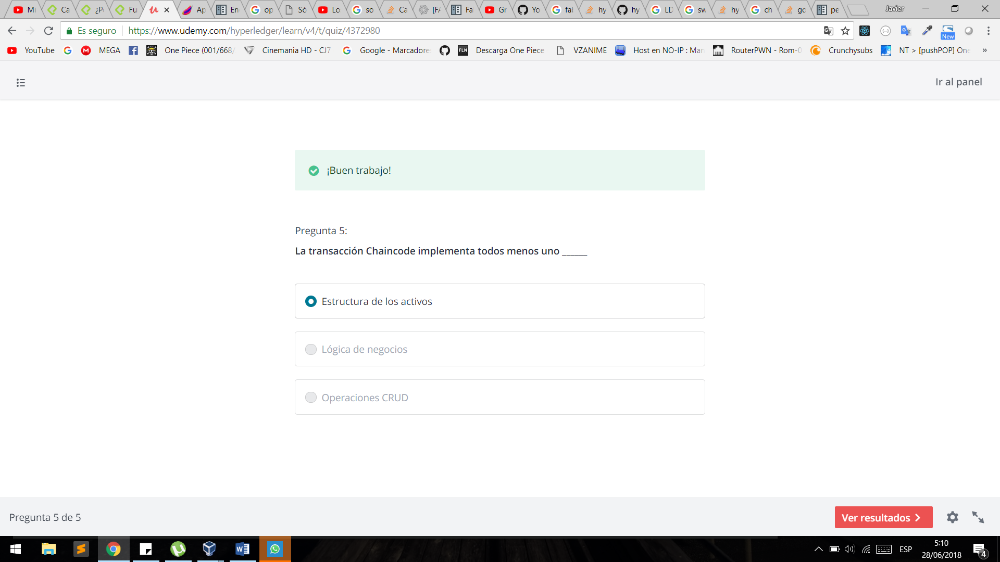 Mi Ca ¿P Fu Ap En op Só Lo so Ca [FA Fa Gr Yo fal hy hy LD sw hy ch go pe Javier
Es seguro https://www.udemy.com/hyperledger/learn/v4/t/quiz/4372980 New
YouTube MEGA One Piece (001/668/ Cinemania HD - CJ7 Google - Marcadore FLN Descarga One Piece VZANIME Host en NO-IP : Man RouterPWN - Rom-0 Crunchysubs NT > [pushPOP] One »
Ir al panel
¡Buen trabajo!
Pregunta 5:
La transacción Chaincode implementa todos menos uno ______
Estructura de los activos
Lógica de negocios
Operaciones CRUD
Pregunta 5 de 5
Ver resultados
ESP
5:10
28/06/2018
4